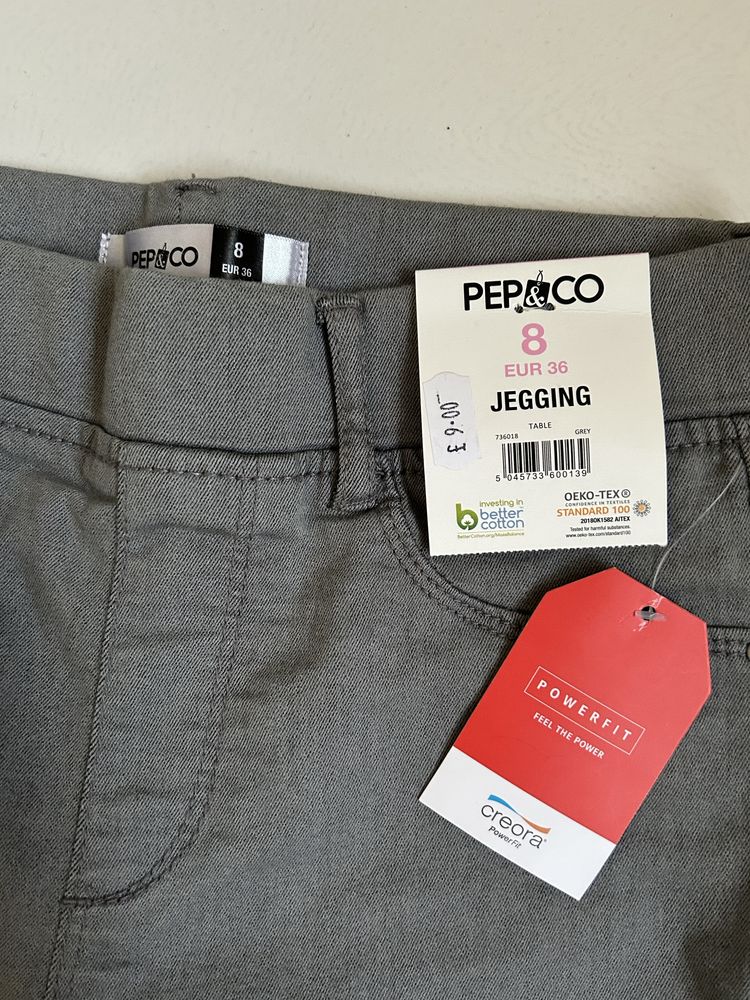 PEP&CO
8
EUR 36
PEP&CO
8
EUR 36
JEGGING
TABLE
736018 GREY
5 045733 600139
£ 9.00
investing in
better
cotton
BetterCotton.org/MassBalance
OEKO-TEX®
CONFIDENCE IN TEXTILES
STANDARD 100
20180K1582 AITEX
Tested for harmful substances.
www.oeko-tex.com/standard100
POWERFIT
FEEL THE POWER
creora®
PowerFit